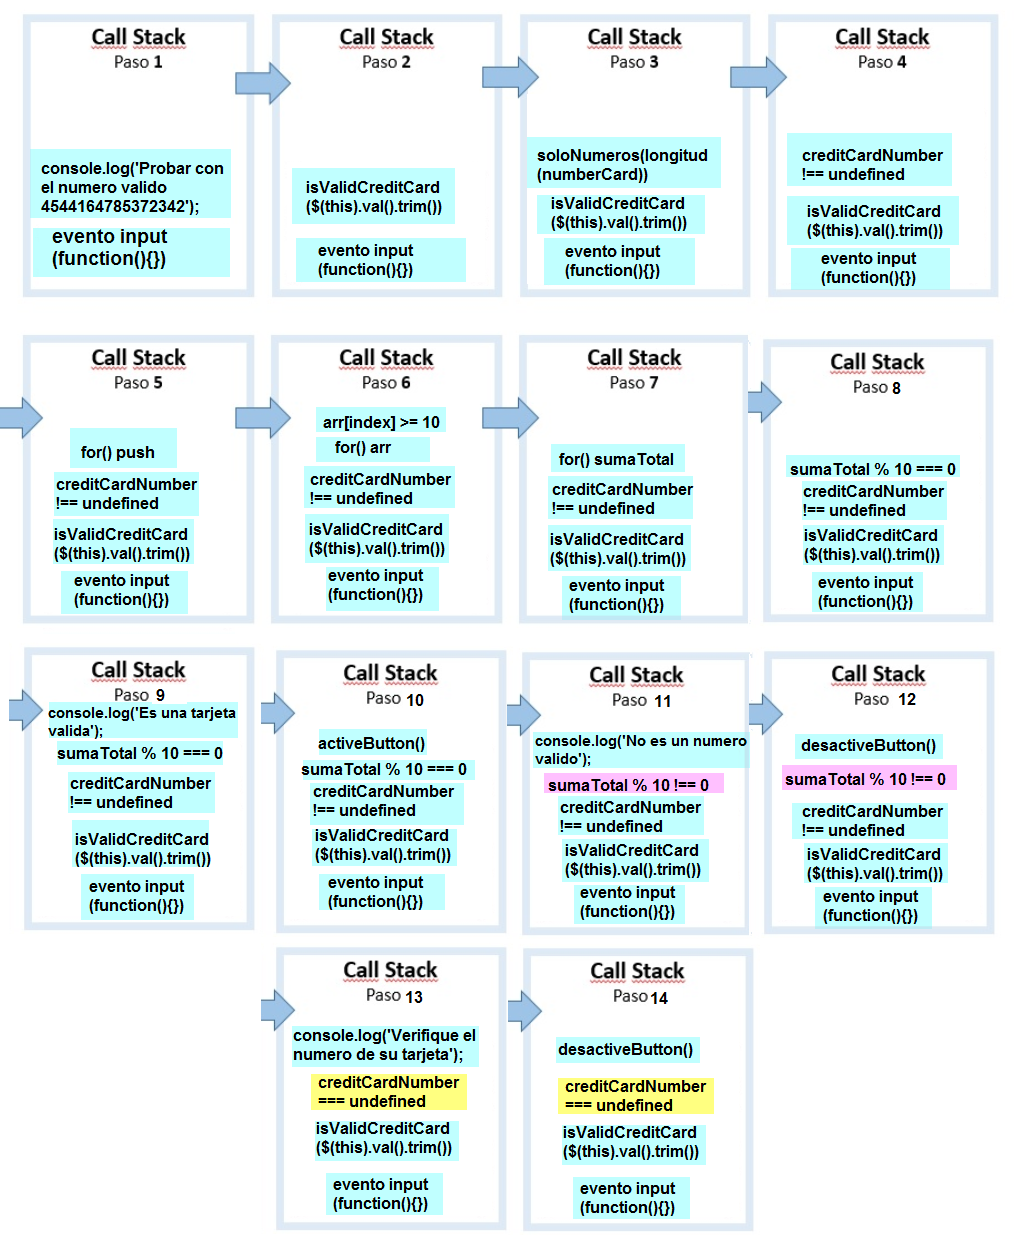 Call Stack
Paso 1
console.log('Probar con
el numero valido
4544164785372342');
evento input
(function(){})
Call Stack
Paso 2
isValidCreditCard
($(this).val().trim())
evento input
(function(){})
Call Stack
Paso 3
soloNumeros(longitud
(numberCard))
isValidCreditCard
($(this).val().trim())
evento input
(function(){})
Call Stack
Paso 4
creditCardNumber
!== undefined
isValidCreditCard
($(this).val().trim())
evento input
(function(){})
Call Stack
Paso 5
for() push
creditCardNumber
!== undefined
isValidCreditCard
($(this).val().trim())
evento input
(function(){})
Call Stack
Paso 6
arr[index] >= 10
for() arr
creditCardNumber
!== undefined
isValidCreditCard
($(this).val().trim())
evento input
(function(){})
Call Stack
Paso 7
for() sumaTotal
creditCardNumber
!== undefined
isValidCreditCard
($(this).val().trim())
evento input
(function(){})
Call Stack
Paso 8
sumaTotal % 10 === 0
creditCardNumber
!== undefined
isValidCreditCard
($(this).val().trim())
evento input
(function(){})
Call Stack
Paso 9
console.log('Es una tarjeta
valida');
sumaTotal % 10 === 0
creditCardNumber
!== undefined
isValidCreditCard
($(this).val().trim())
evento input
(function(){})
Call Stack
Paso 10
activeButton()
sumaTotal % 10 === 0
creditCardNumber
!== undefined
isValidCreditCard
($(this).val().trim())
evento input
(function(){})
Call Stack
Paso 11
console.log('No es un numero
valido');
sumaTotal % 10 !== 0
creditCardNumber
!== undefined
isValidCreditCard
($(this).val().trim())
evento input
(function(){})
Call Stack
Paso 12
desactiveButton()
sumaTotal % 10 !== 0
creditCardNumber
!== undefined
isValidCreditCard
($(this).val().trim())
evento input
(function(){})
Call Stack
Paso 13
console.log('Verifique el
numero de su tarjeta');
creditCardNumber
=== undefined
isValidCreditCard
($(this).val().trim())
evento input
(function(){})
Call Stack
Paso 14
desactiveButton()
creditCardNumber
=== undefined
isValidCreditCard
($(this).val().trim())
evento input
(function(){})